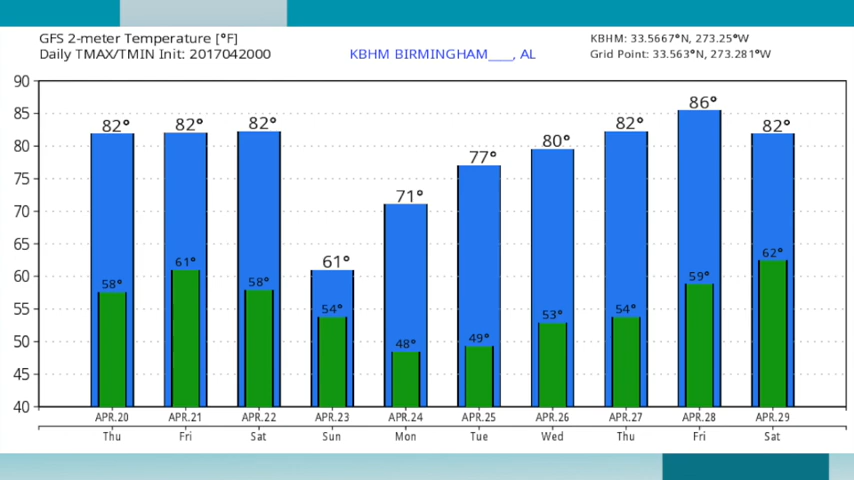 GFS 2-meter Temperature [°F]
Daily TMAX/TMIN Init: 2017042000
KBHM BIRMINGHAM____, AL
KBHM: 33.5667°N, 273.25°W
Grid Point: 33.563°N, 273.281°W
90
85
80
75
70
65
60
55
50
45
40
82° 82° 82° 61° 71° 77° 80° 82° 86° 82°
58° 61° 58° 54° 48° 49° 53° 54° 59° 62°
APR.20 APR.21 APR.22 APR.23 APR.24 APR.25 APR.26 APR.27 APR.28 APR.29
Thu Fri Sat Sun Mon Tue Wed Thu Fri Sat